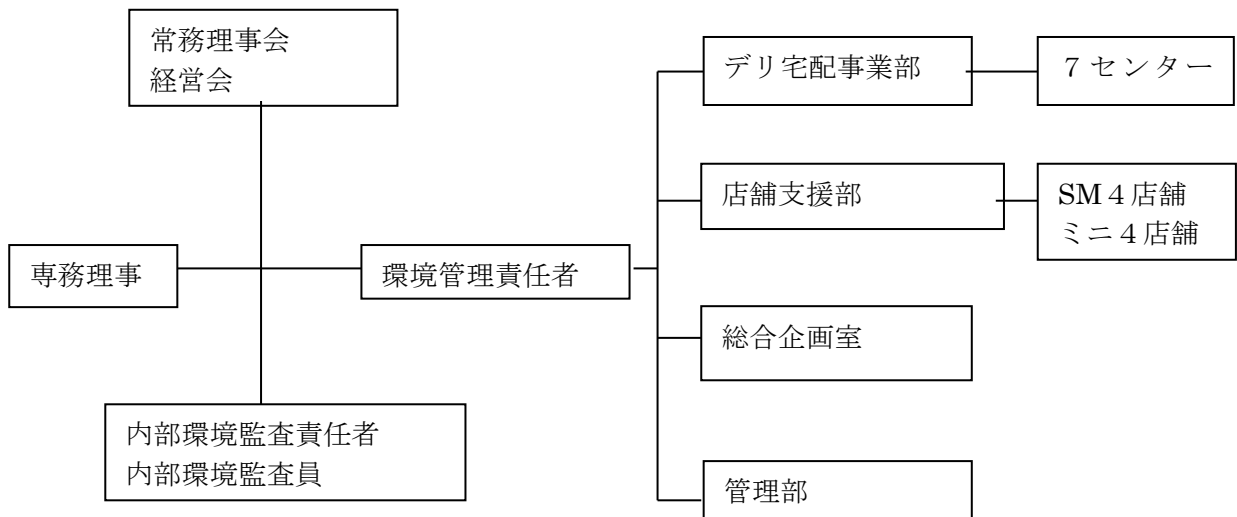 常務理事会
経営会
デリ宅配事業部
７センター
店舗支援部
SM４店舗
ミニ４店舗
専務理事
環境管理責任者
総合企画室
内部環境監査責任者
内部環境監査員
管理部